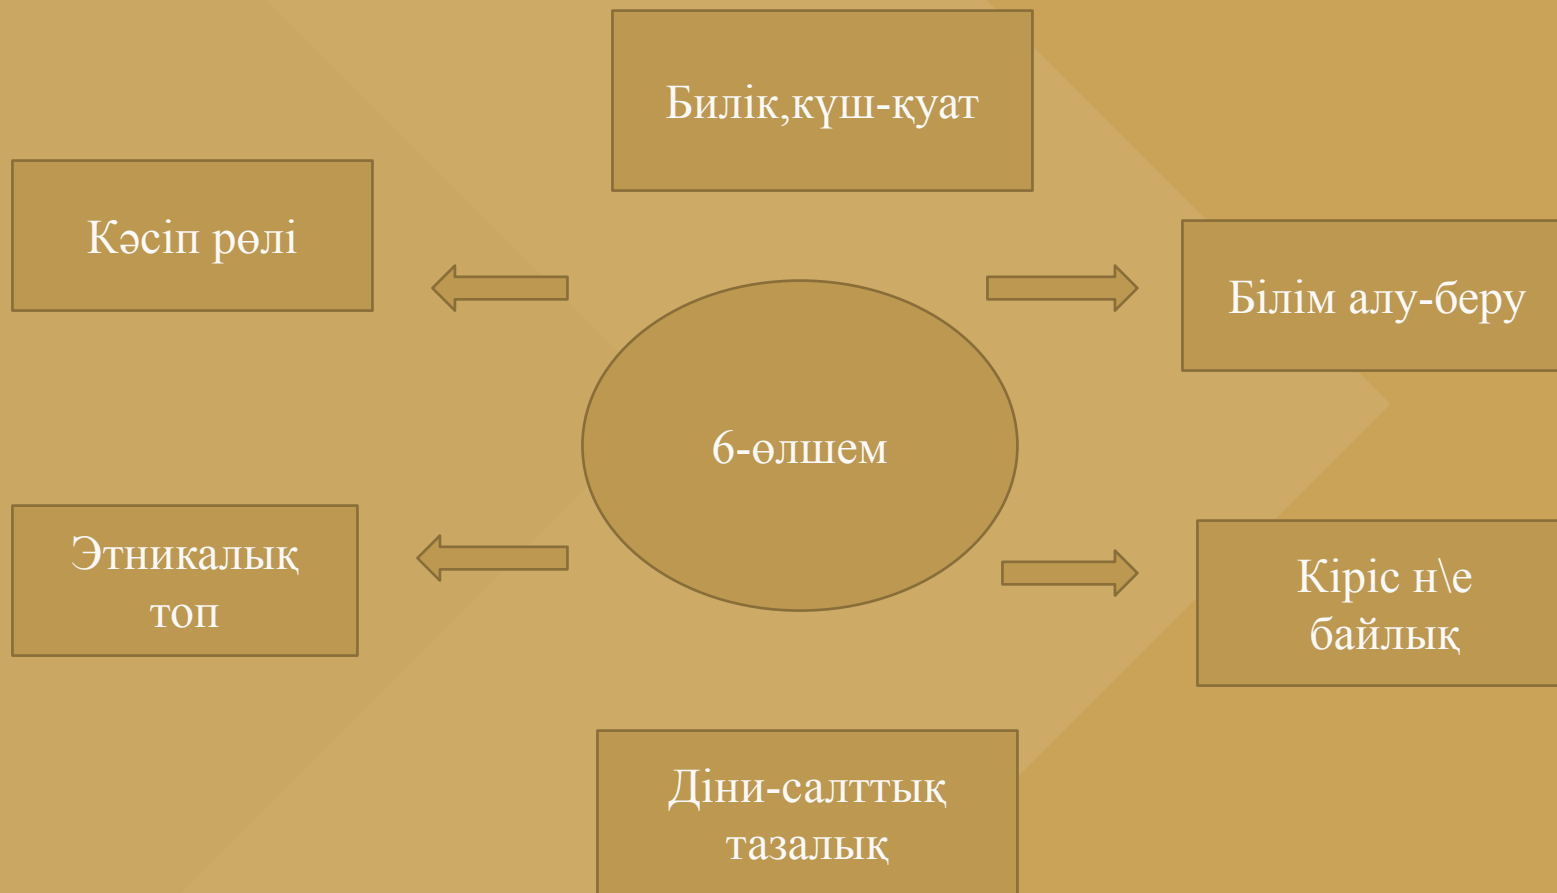 Билік,күш-қуат
Кәсіп рөлі
Білім алу-беру
6-өлшем
Этникалық
топ
Кіріс н\е
байлық
Діни-салттық
тазалық